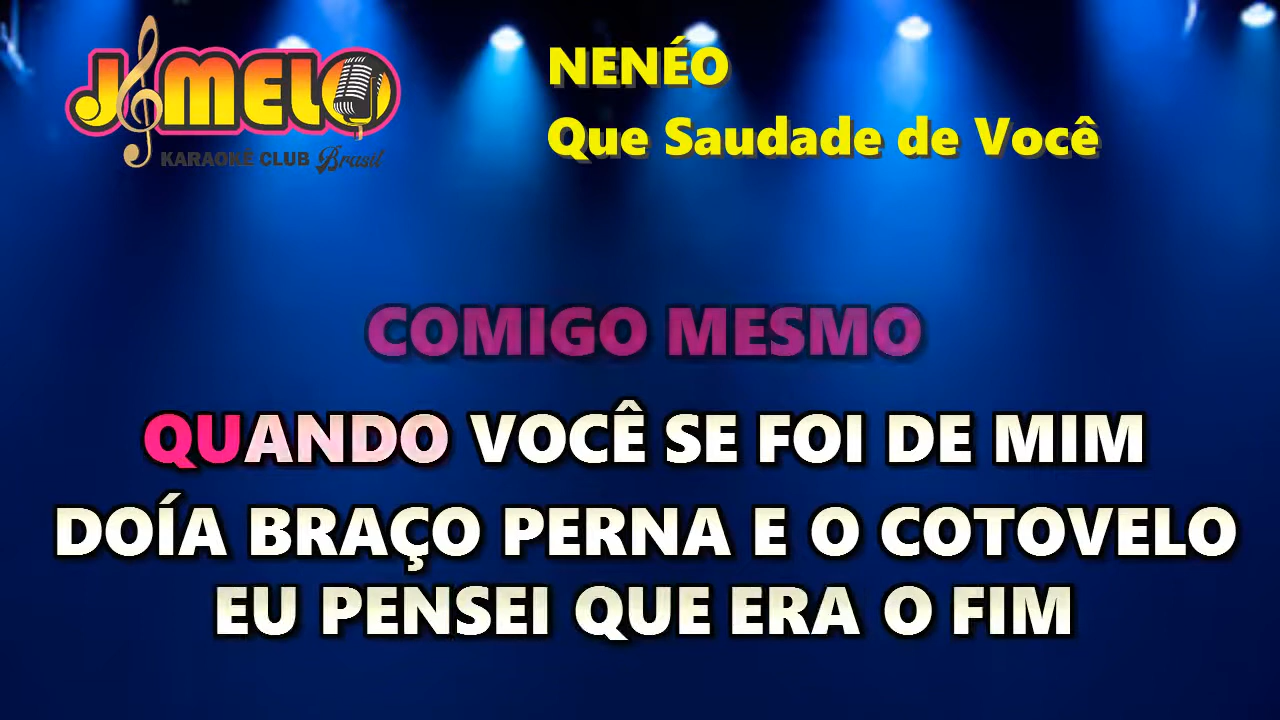 JAMELO
KARAOKÊ CLUB Brasil
NENÉO
Que Saudade de Você
COMIGO MESMO
QUANDO VOCÊ SE FOI DE MIM
DOÍA BRAÇO PERNA E O COTOVELO
EU PENSEI QUE ERA O FIM